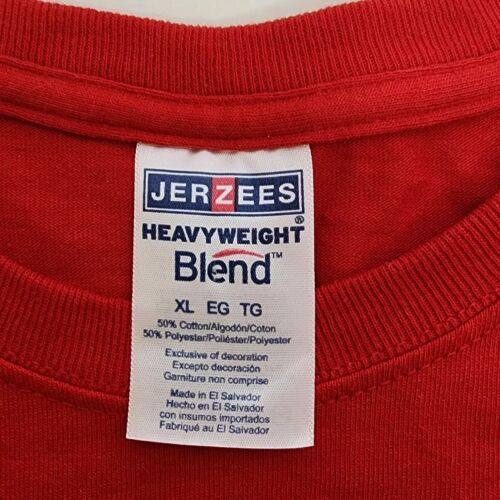 JERZEES
HEAVYWEIGHT®
Blend™
XL EG TG
50% Cotton/Algodón/Coton
50% Polyester/Poliéster/Polyester
Exclusive of decoration
Excepto decoración
Garniture non comprise
Made in El Salvador
Hecho en El Salvador
con insumos importados
Fabriqué au El Salvador